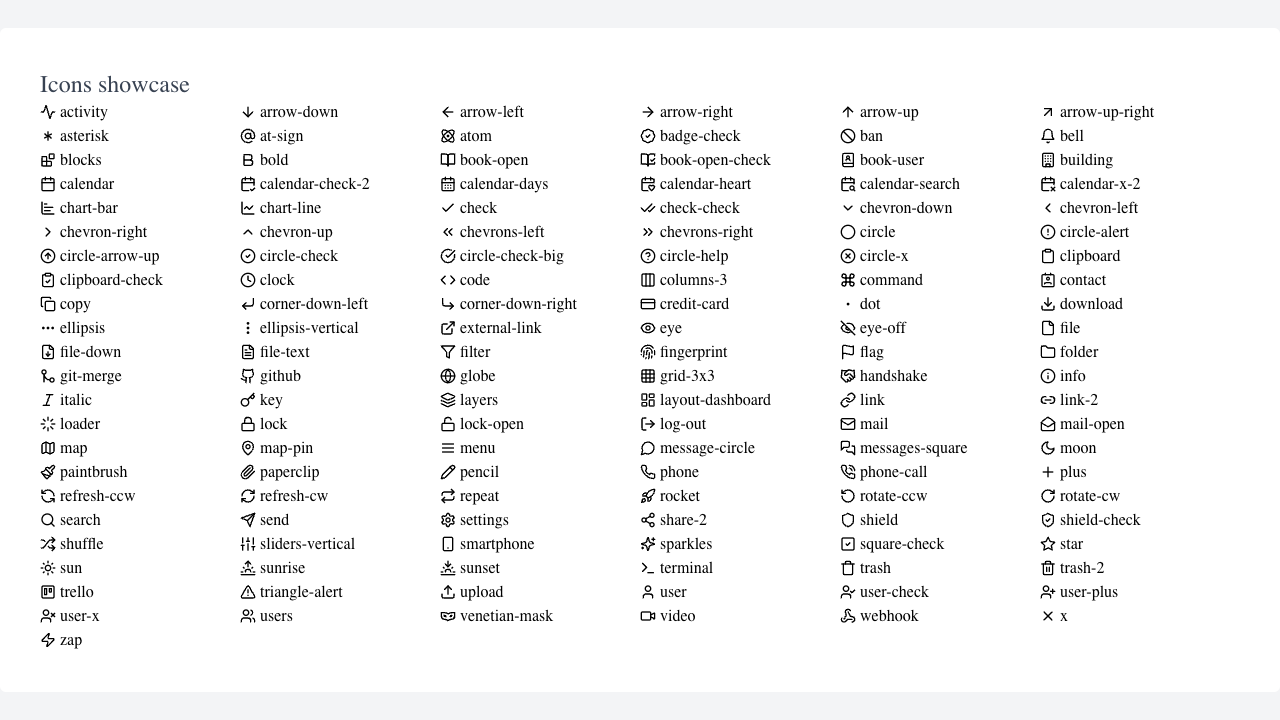 Icons showcase
activity arrow-down arrow-left arrow-right arrow-up arrow-up-right
asterisk at-sign atom badge-check ban bell
blocks bold book-open book-open-check book-user building
calendar calendar-check-2 calendar-days calendar-heart calendar-search calendar-x-2
chart-bar chart-line check check-check chevron-down chevron-left
chevron-right chevron-up chevrons-left chevrons-right circle circle-alert
circle-arrow-up circle-check circle-check-big circle-help circle-x clipboard
clipboard-check clock code columns-3 command contact
copy corner-down-left corner-down-right credit-card dot download
ellipsis ellipsis-vertical external-link eye eye-off file
file-down file-text filter fingerprint flag folder
git-merge github globe grid-3x3 handshake info
italic key layers layout-dashboard link link-2
loader lock lock-open log-out mail mail-open
map map-pin menu message-circle messages-square moon
paintbrush paperclip pencil phone phone-call plus
refresh-ccw refresh-cw repeat rocket rotate-ccw rotate-cw
search send settings share-2 shield shield-check
shuffle sliders-vertical smartphone sparkles square-check star
sun sunrise sunset terminal trash trash-2
trello triangle-alert upload user user-check user-plus
user-x users venetian-mask video webhook x
zap